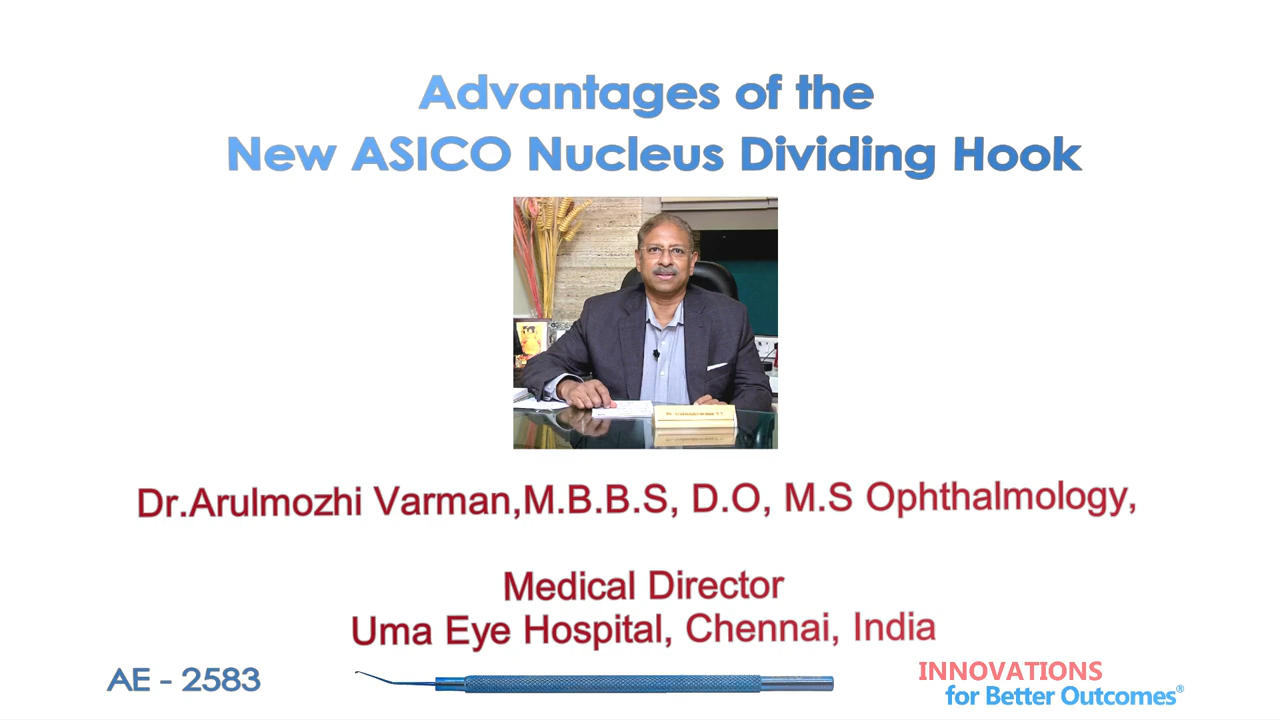 Advantages of the
New ASICO Nucleus Dividing Hook
Dr.Arulmozhi Varman,M.B.B.S, D.O, M.S Ophthalmology,
Medical Director
Uma Eye Hospital, Chennai, India
AE - 2583
INNOVATIONS
for Better Outcomes®